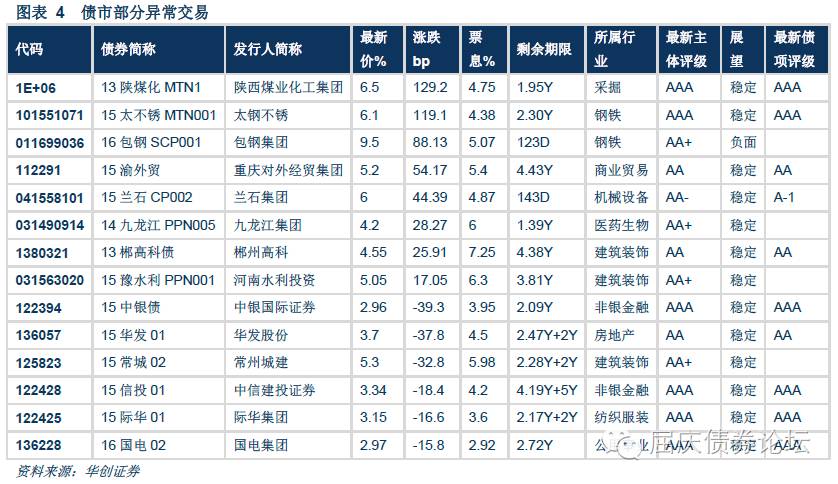 图表 4 债市部分异常交易
代码 债券简称 发行人简称 最新价% 涨跌bp 票息% 剩余期限 所属行业 最新主体评级 展望 最新债项评级
1E+06 13 陕煤化 MTN1 陕西煤业化工集团 6.5 129.2 4.75 1.95Y 采掘 AAA 稳定 AAA
101551071 15 太不锈 MTN001 太钢不锈 6.1 119.1 4.38 2.30Y 钢铁 AAA 稳定 AAA
011699036 16 包钢 SCP001 包钢集团 9.5 88.13 5.07 123D 钢铁 AA+ 负面
112291 15 渝外贸 重庆对外经贸集团 5.2 54.17 5.4 4.43Y 商业贸易 AA 稳定 AA
041558101 15 兰石 CP002 兰石集团 6 44.39 4.87 143D 机械设备 AA- 稳定 A-1
031490914 14 九龙江 PPN005 九龙江集团 4.2 28.27 6 1.39Y 医药生物 AA+ 稳定
1380321 13 郴高科债 郴州高科 4.55 25.91 7.25 4.38Y 建筑装饰 AA 稳定 AA
031563020 15 豫水利 PPN001 河南水利投资 5.05 17.05 6.3 3.81Y 建筑装饰 AA+ 稳定
122394 15 中银债 中银国际证券 2.96 -39.3 3.95 2.09Y 非银金融 AAA 稳定 AAA
136057 15 华发 01 华发股份 3.7 -37.8 4.5 2.47Y+2Y 房地产 AA 稳定 AA
125823 15 常城 02 常州城建 5.3 -32.8 5.98 2.28Y+2Y 建筑装饰 AA+ 稳定
122428 15 信投 01 中信建投证券 3.34 -18.4 4.2 4.19Y+5Y 非银金融 AAA 稳定 AAA
122425 15 际华 01 际华集团 3.15 -16.6 3.6 2.17Y+2Y 纺织服装 AAA 稳定 AAA
136228 16 国电 02 国电集团 2.97 -15.8 2.92 2.72Y 公 业 AAA 稳定 AAA
屈庆债券论坛
资料来源：华创证券